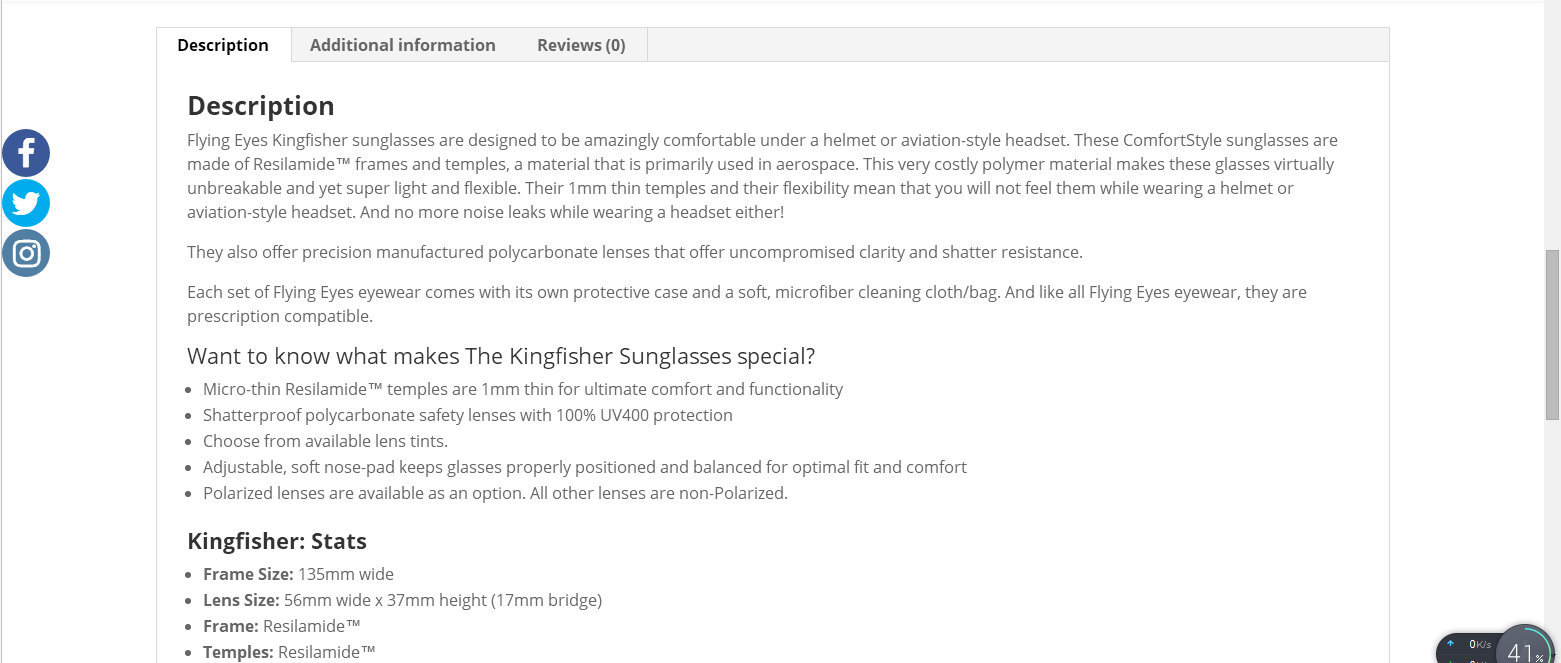 Description
Additional information
Reviews (0)
Description
Flying Eyes Kingfisher sunglasses are designed to be amazingly comfortable under a helmet or aviation-style headset. These ComfortStyle sunglasses are
made of Resilamide™ frames and temples, a material that is primarily used in aerospace. This very costly polymer material makes these glasses virtually
unbreakable and yet super light and flexible. Their 1mm thin temples and their flexibility mean that you will not feel them while wearing a helmet or
aviation-style headset. And no more noise leaks while wearing a headset either!
They also offer precision manufactured polycarbonate lenses that offer uncompromised clarity and shatter resistance.
Each set of Flying Eyes eyewear comes with its own protective case and a soft, microfiber cleaning cloth/bag. And like all Flying Eyes eyewear, they are
prescription compatible.
Want to know what makes The Kingfisher Sunglasses special?
• Micro-thin Resilamide™ temples are 1mm thin for ultimate comfort and functionality
• Shatterproof polycarbonate safety lenses with 100% UV400 protection
• Choose from available lens tints.
• Adjustable, soft nose-pad keeps glasses properly positioned and balanced for optimal fit and comfort
• Polarized lenses are available as an option. All other lenses are non-Polarized.
Kingfisher: Stats
• Frame Size: 135mm wide
• Lens Size: 56mm wide x 37mm height (17mm bridge)
• Frame: Resilamide™
• Temples: Resilamide™
0K/s
41%